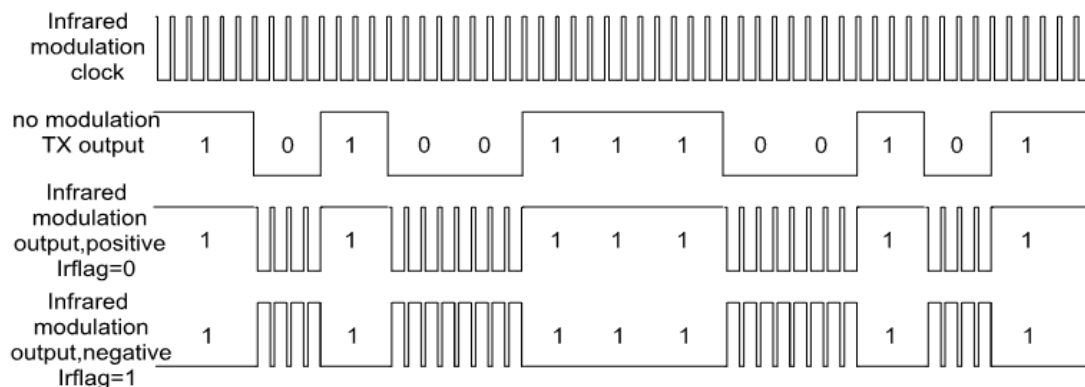 Infrared
modulation
clock
no modulation
TX output
1 0 1 0 0 1 1 1 0 0 1 0 1
Infrared
modulation
output,positive
Irflag=0
1 1 1 1 1 1 1
Infrared
modulation
output,negative
Irflag=1
1 1 1 1 1 1 1